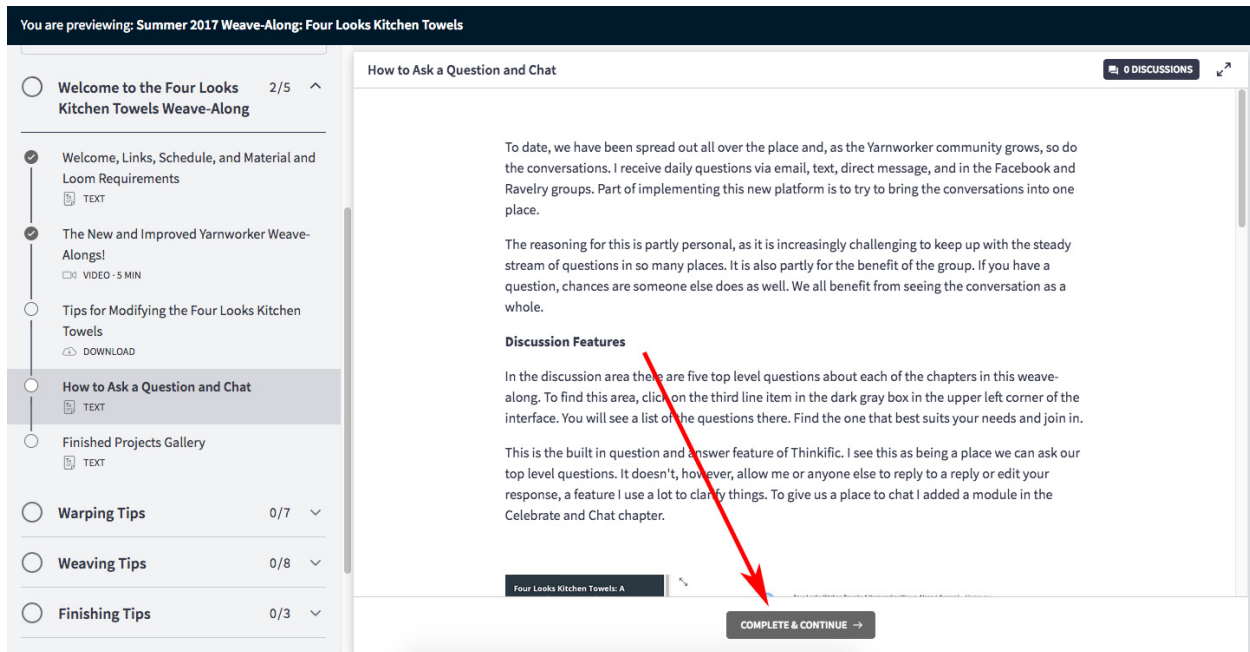 You are previewing: Summer 2017 Weave-Along: Four Looks Kitchen Towels
Welcome to the Four Looks 2/5
Kitchen Towels Weave-Along
Welcome, Links, Schedule, and Material and
Loom Requirements
TEXT
The New and Improved Yarnworker Weave-
Alongs!
VIDEO · 5 MIN
Tips for Modifying the Four Looks Kitchen
Towels
DOWNLOAD
How to Ask a Question and Chat
TEXT
Finished Projects Gallery
TEXT
Warping Tips 0/7
Weaving Tips 0/8
Finishing Tips 0/3
How to Ask a Question and Chat
0 DISCUSSIONS
To date, we have been spread out all over the place and, as the Yarnworker community grows, so do
the conversations. I receive daily questions via email, text, direct message, and in the Facebook and
Ravelry groups. Part of implementing this new platform is to try to bring the conversations into one
place.
The reasoning for this is partly personal, as it is increasingly challenging to keep up with the steady
stream of questions in so many places. It is also partly for the benefit of the group. If you have a
question, chances are someone else does as well. We all benefit from seeing the conversation as a
whole.
Discussion Features
In the discussion area there are five top level questions about each of the chapters in this weave-
along. To find this area, click on the third line item in the dark gray box in the upper left corner of the
interface. You will see a list of the questions there. Find the one that best suits your needs and join in.
This is the built in question and answer feature of Thinkific. I see this as being a place we can ask our
top level questions. It doesn't, however, allow me or anyone else to reply to a reply or edit your
response, a feature I use a lot to clarify things. To give us a place to chat I added a module in the
Celebrate and Chat chapter.
Four Looks Kitchen Towels: A
COMPLETE & CONTINUE →